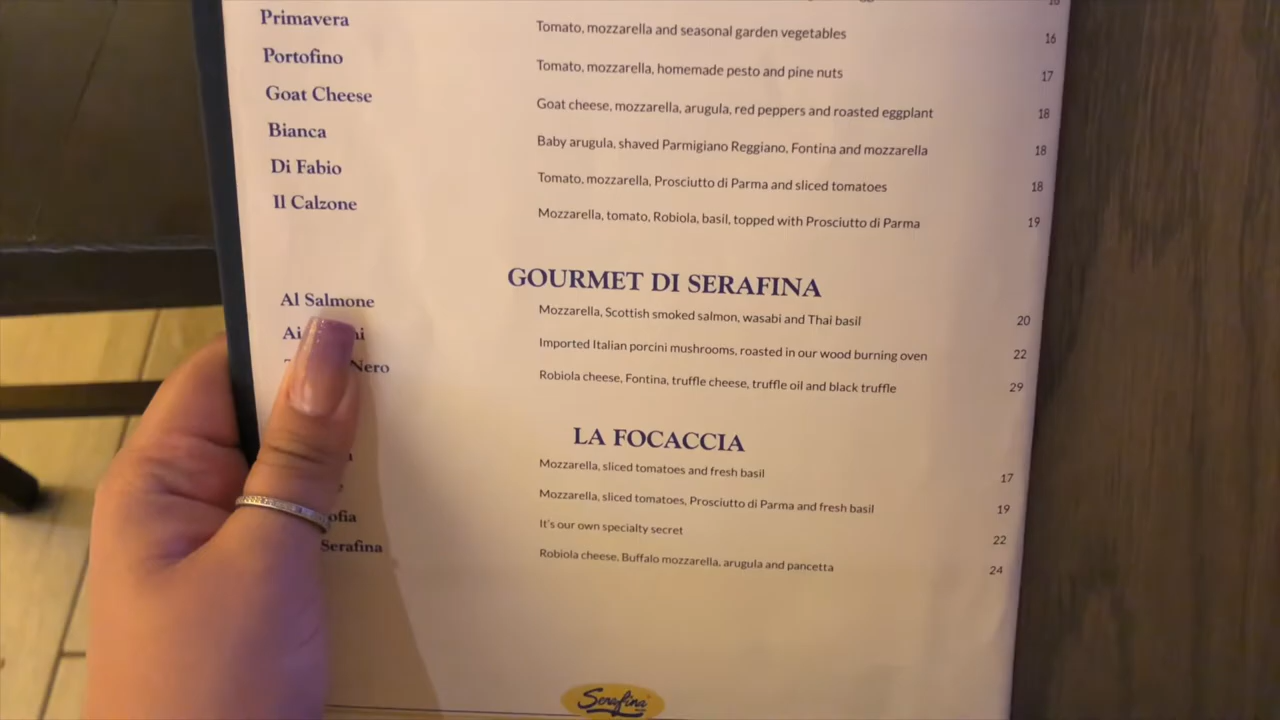 Primavera Tomato, mozzarella and seasonal garden vegetables 16
Portofino Tomato, mozzarella, homemade pesto and pine nuts 17
Goat Cheese Goat cheese, mozzarella, arugula, red peppers and roasted eggplant 18
Bianca Baby arugula, shaved Parmigiano Reggiano, Fontina and mozzarella 18
Di Fabio Tomato, mozzarella, Prosciutto di Parma and sliced tomatoes 18
Il Calzone Mozzarella, tomato, Robiola, basil, topped with Prosciutto di Parma 19
GOURMET DI SERAFINA
Al Salmone Mozzarella, Scottish smoked salmon, wasabi and Thai basil 20
Ai Imported Italian porcini mushrooms, roasted in our wood burning oven 22
Nero Robiola cheese, Fontina, truffle cheese, truffle oil and black truffle 29
LA FOCACCIA
Mozzarella, sliced tomatoes and fresh basil 17
Mozzarella, sliced tomatoes, Prosciutto di Parma and fresh basil 19
It's our own specialty secret 22
Serafina Robiola cheese, Buffalo mozzarella, arugula and pancetta 24
Serafina